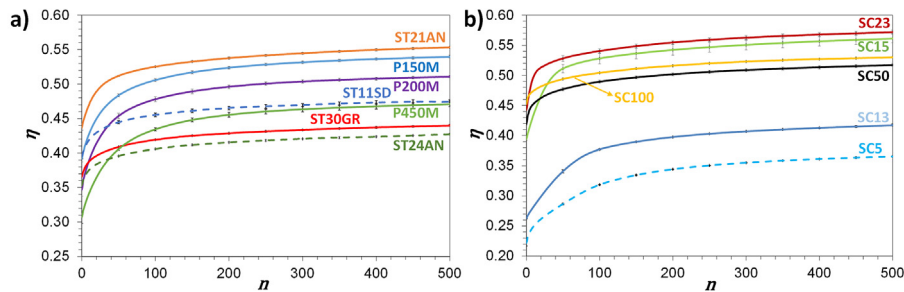 a)
0.60
0.55
0.50
0.45
0.40
0.35
0.30
0.25
η
0
100
200
300
400
500
n
ST21AN
P150M
P200M
ST11SD
P450M
ST30GR
ST24AN
b)
0.60
0.55
0.50
0.45
0.40
0.35
0.30
0.25
0.20
η
0
100
200
300
400
500
n
SC23
SC15
SC50
SC100
SC13
SC5